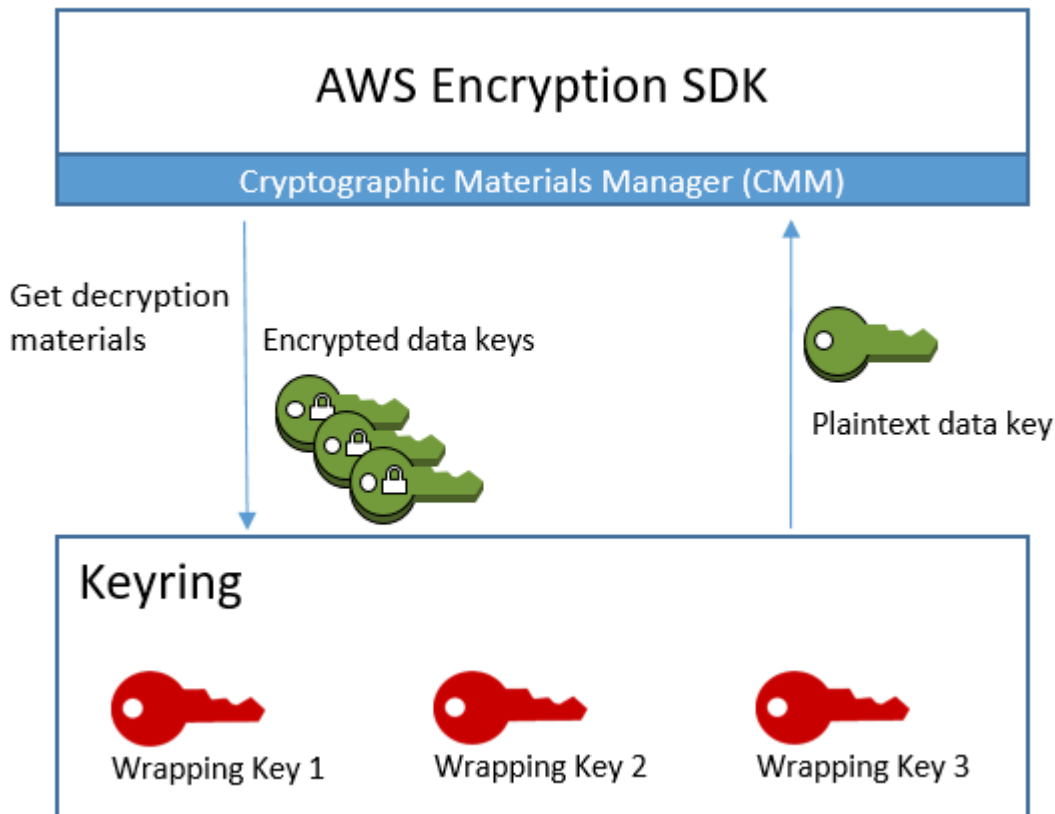 AWS Encryption SDK
Cryptographic Materials Manager (CMM)
Get decryption
materials
Encrypted data keys
Plaintext data key
Keyring
Wrapping Key 1
Wrapping Key 2
Wrapping Key 3